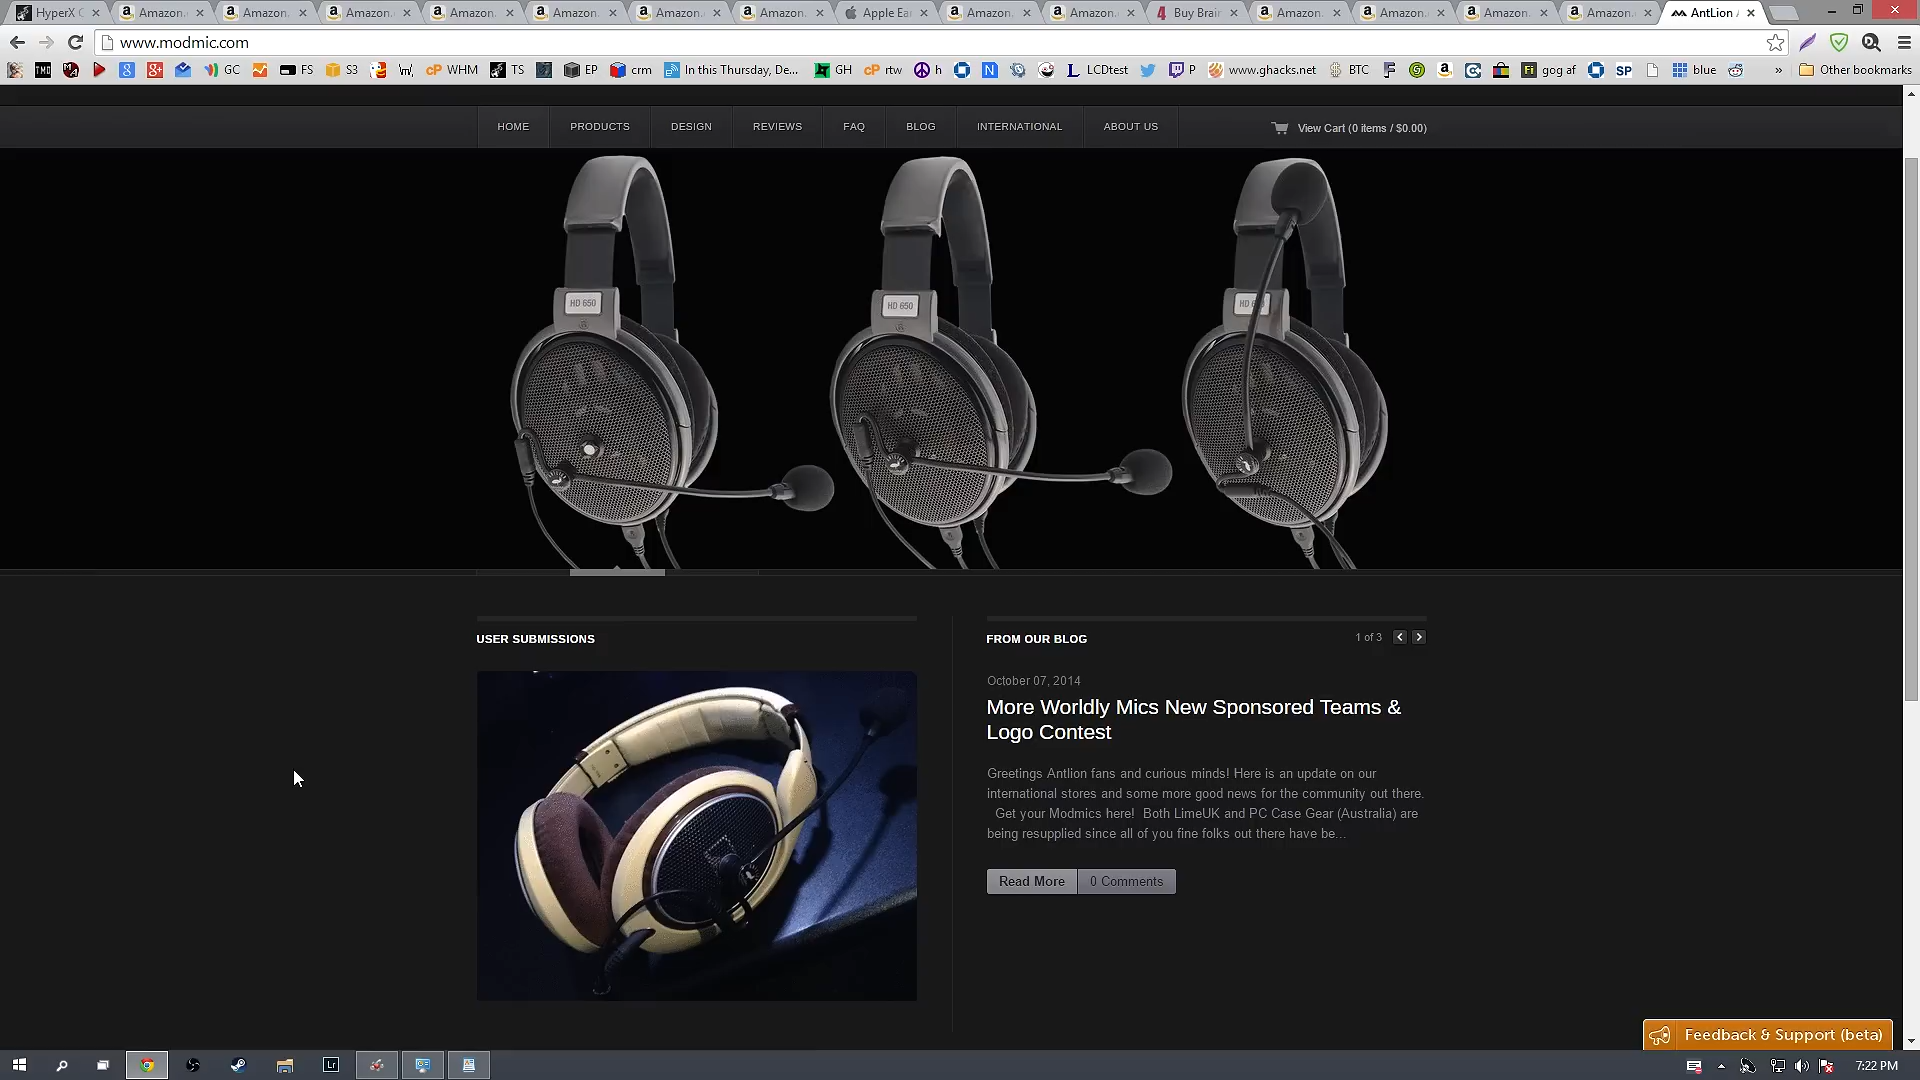 HyperX C
Amazon.
Amazon.
Amazon.
Amazon.
Amazon.
Amazon.
Amazon.
Apple Ea
Amazon.
Amazon.
Buy Brai
Amazon.
Amazon.
Amazon.
Amazon.
AntLion
www.modmic.com
GC
FS
S3
WHM
TS
EP
crm
In this Thursday, De...
GH
rtw
h
LCDtest
P
www.ghacks.net
BTC
gog af
blue
»
Other bookmarks
HOME
PRODUCTS
DESIGN
REVIEWS
FAQ
BLOG
INTERNATIONAL
ABOUT US
View Cart (0 items / $0.00)
HD 650
HD 650
USER SUBMISSIONS
FROM OUR BLOG
1 of 3
October 07, 2014
More Worldly Mics New Sponsored Teams &
Logo Contest
Greetings Antlion fans and curious minds! Here is an update on our
international stores and some more good news for the community out there.
Get your Modmics here! Both LimeUK and PC Case Gear (Australia) are
being resupplied since all of you fine folks out there have be...
Read More
0 Comments
Feedback & Support (beta)
Lr
7:22 PM